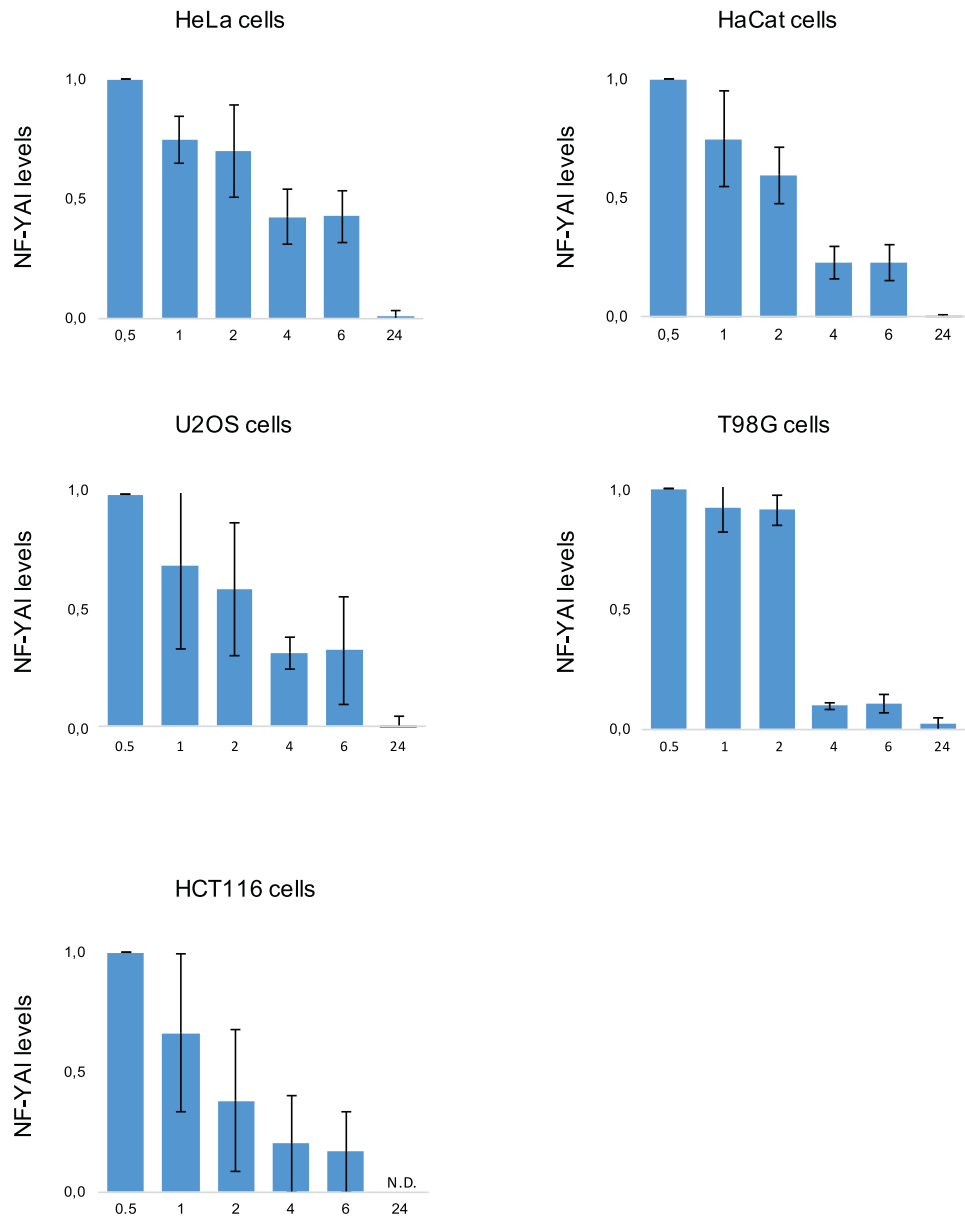 HeLa cells
NF-YAl levels
1,0
0,5
0,0
0,5 1 2 4 6 24
HaCat cells
NF-YAl levels
1,0
0,5
0,0
0,5 1 2 4 6 24
U2OS cells
NF-YAl levels
1,0
0,5
0,0
0.5 1 2 4 6 24
T98G cells
NF-YAl levels
1,0
0,5
0,0
0.5 1 2 4 6 24
HCT116 cells
NF-YAl levels
1,0
0,5
0,0
N.D.
0.5 1 2 4 6 24